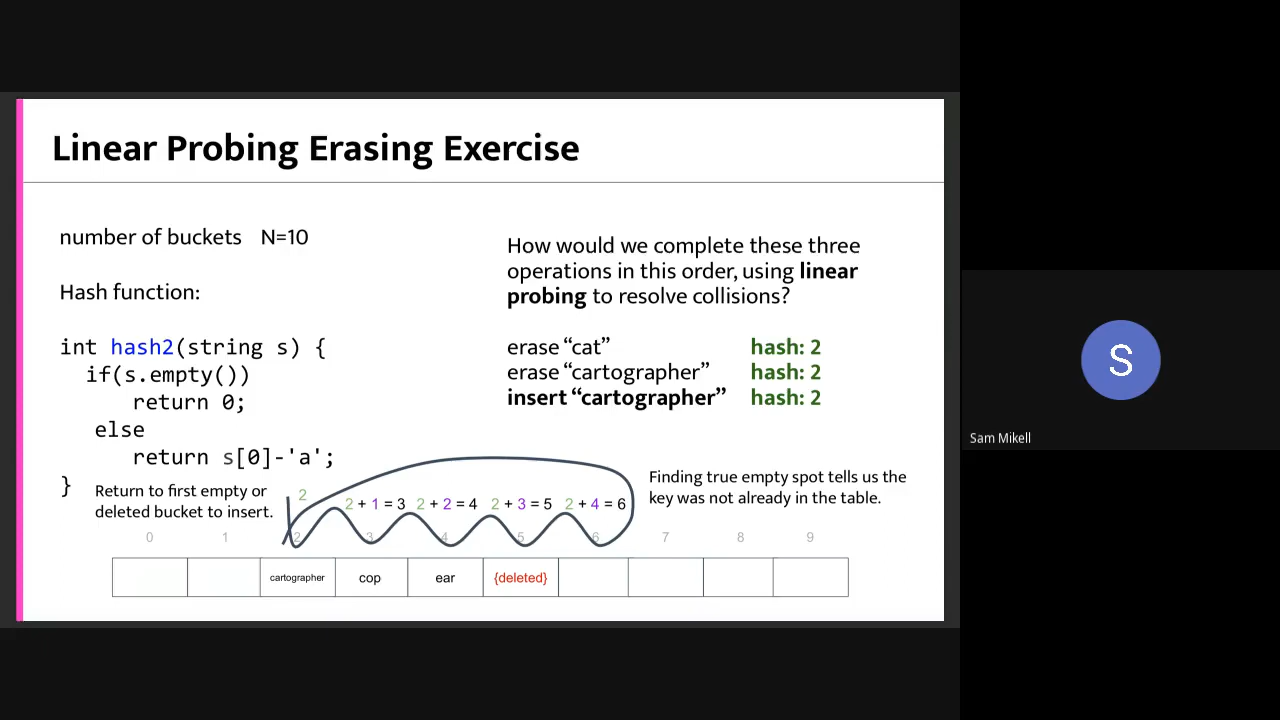 Linear Probing Erasing Exercise
number of buckets N=10
Hash function:
int hash2(string s) {
if(s.empty())
return 0;
else
return s[0]-'a';
}
How would we complete these three
operations in this order, using linear
probing to resolve collisions?
erase “cat” hash: 2
erase “cartographer” hash: 2
insert “cartographer” hash: 2
Return to first empty or
deleted bucket to insert.
2 2 + 1 = 3 2 + 2 = 4 2 + 3 = 5 2 + 4 = 6
Finding true empty spot tells us the
key was not already in the table.
0 1 2 3 4 5 6 7 8 9
cartographer cop ear {deleted}
S
Sam Mikell